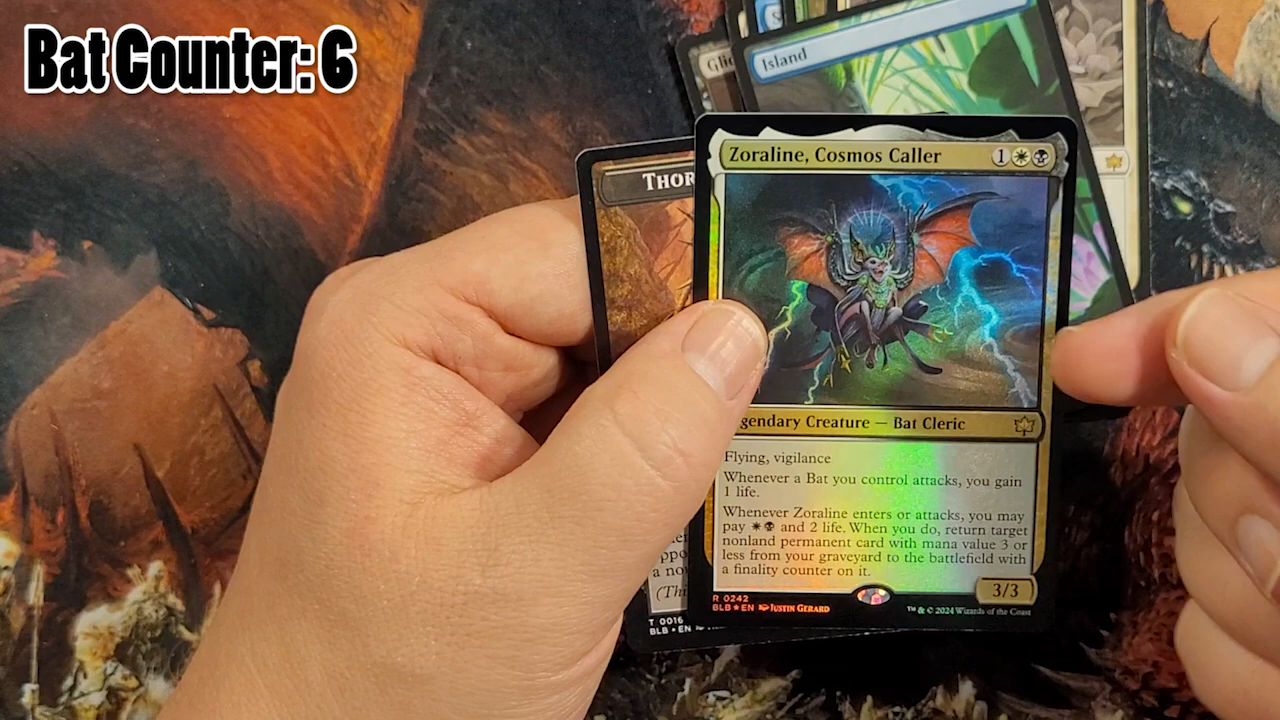 Bat Counter: 6
Island
Zoraline, Cosmos Caller 1
gendary Creature — Bat Cleric
Flying, vigilance
Whenever a Bat you control attacks, you gain
1 life.
Whenever Zoraline enters or attacks, you may
pay and 2 life. When you do, return target
nonland permanent card with mana value 3 or
less from your graveyard to the battlefield with
a finality counter on it.
3/3
R 0242
BLB ★ EN JUSTIN GERARD
™ & © 2024 Wizards of the Coast
Thor
a no
T 0016
BLB • EN